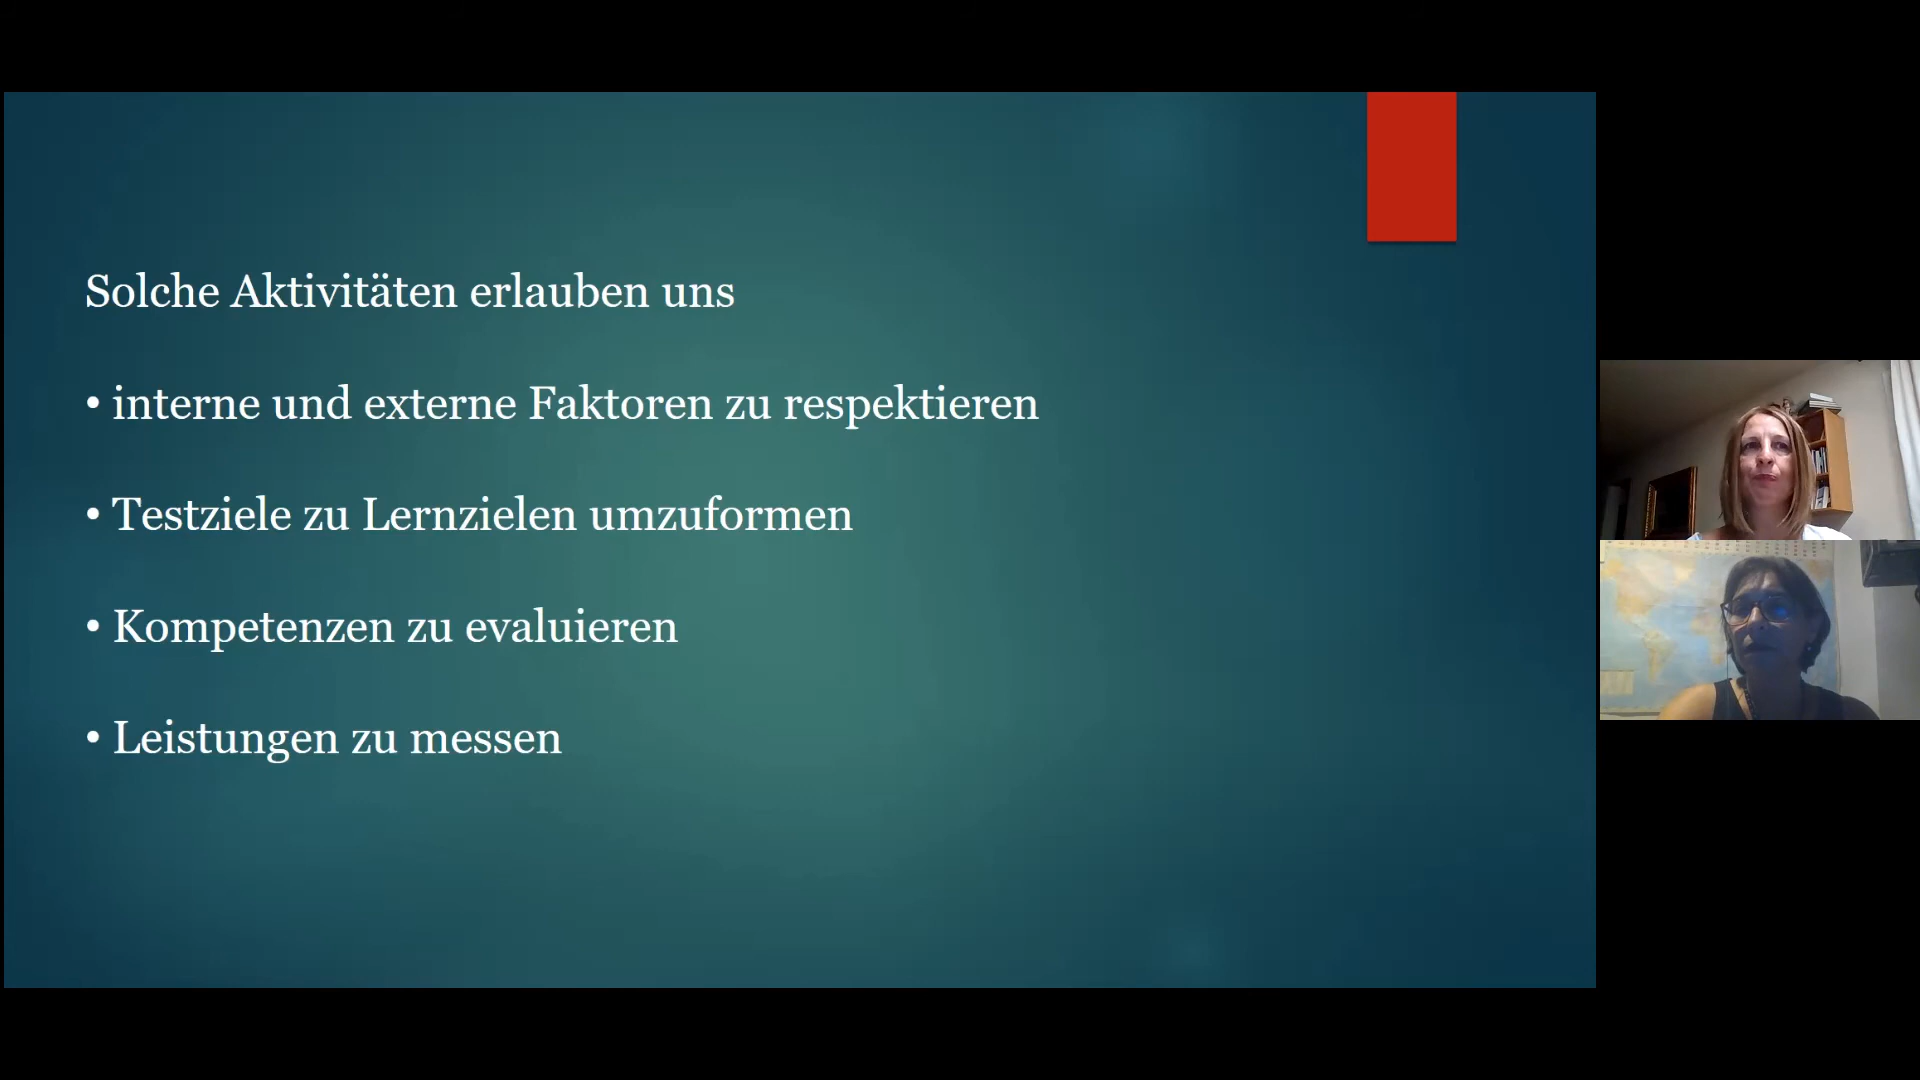 Solche Aktivitäten erlauben uns
• interne und externe Faktoren zu respektieren
• Testziele zu Lernzielen umzuformen
• Kompetenzen zu evaluieren
• Leistungen zu messen